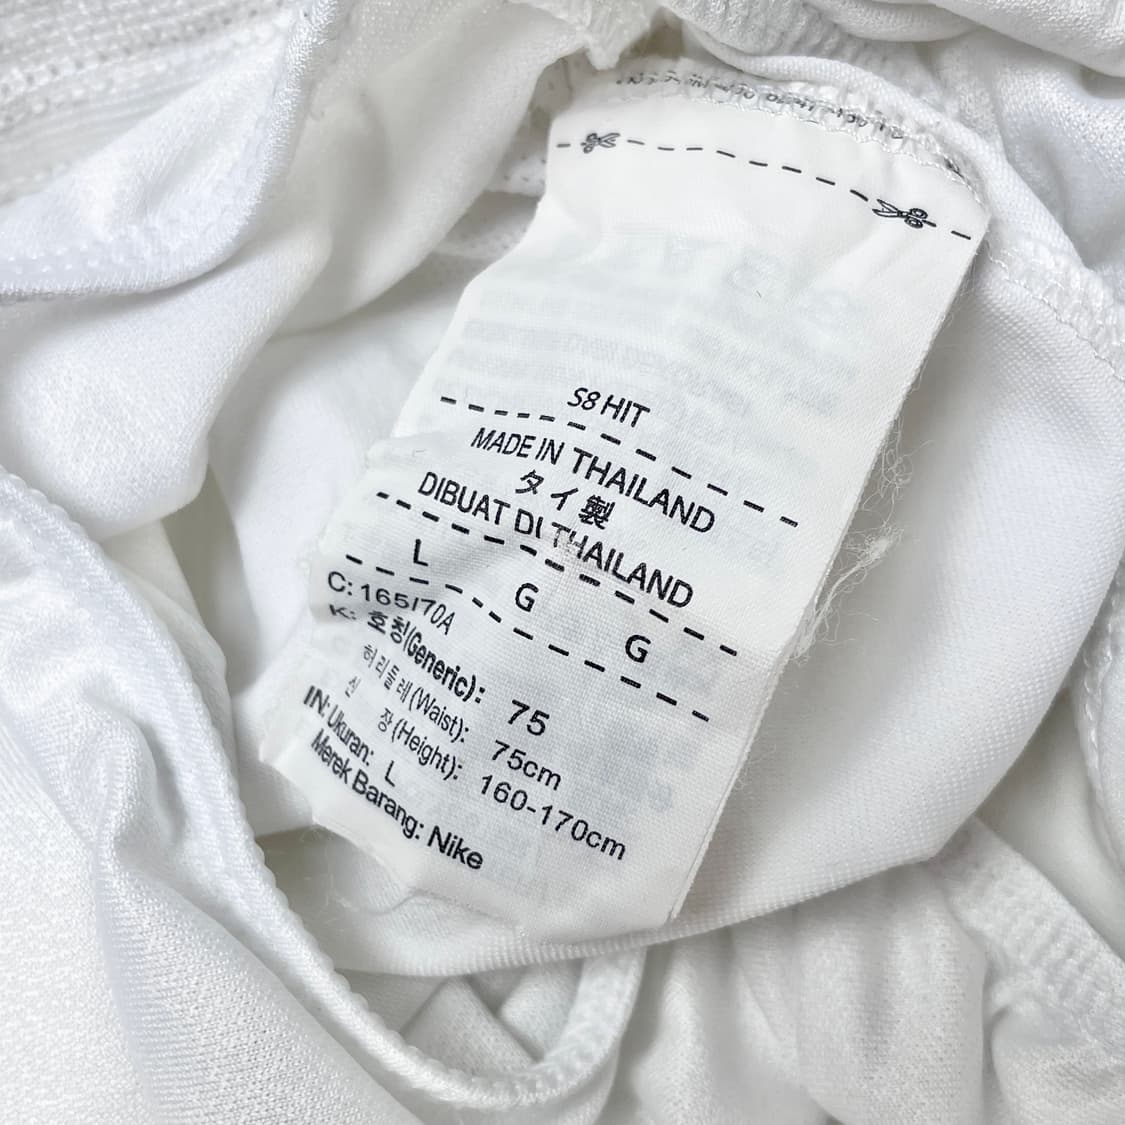 S8 HIT
MADE IN THAILAND
タイ製
DIBUAT DI THAILAND
L G G
C: 165/70A
K: 호칭(Generic): 75
허리둘레(Waist): 75cm
신 장(Height): 160-170cm
IN: Ukuran: L
Merek Barang: Nike